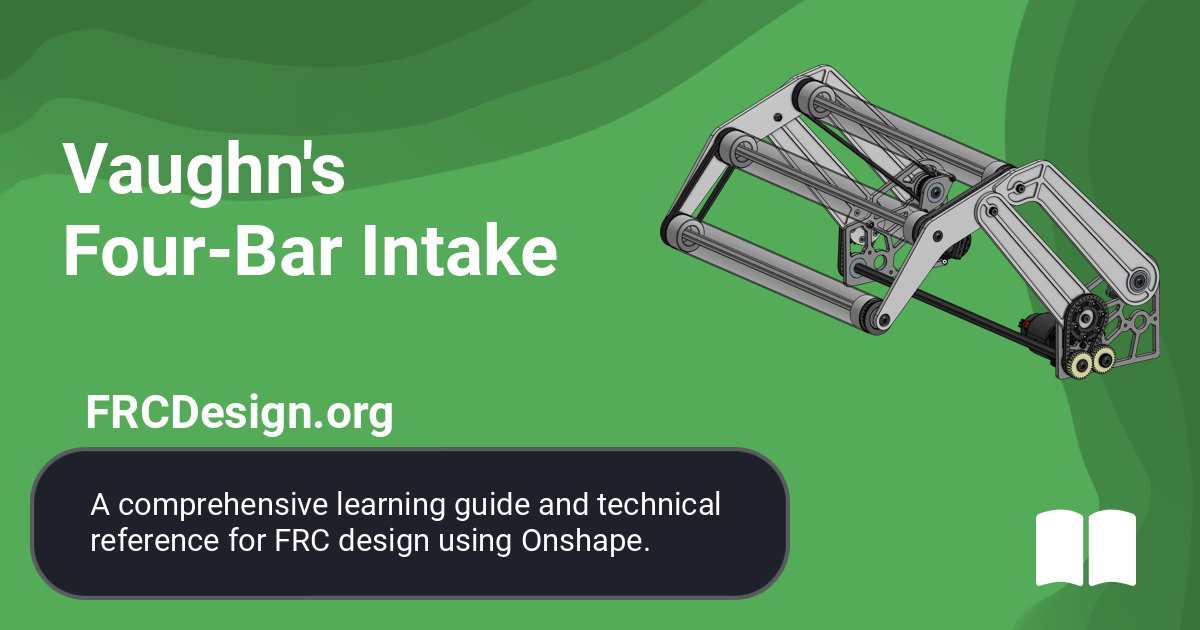 Vaughn's
Four-Bar Intake
FRCDesign.org
A comprehensive learning guide and technical
reference for FRC design using Onshape.